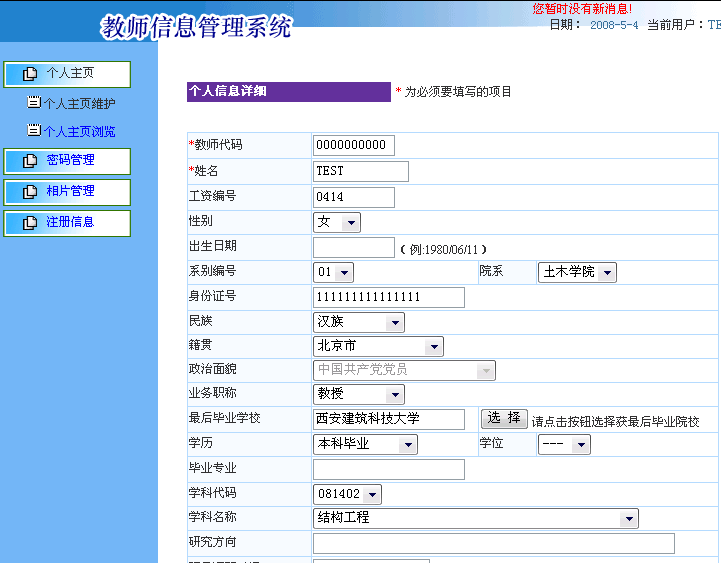 您暂时没有新消息!
教师信息管理系统
日期： 2008-5-4 当前用户：TE
个人主页
个人主页维护
个人主页浏览
密码管理
相片管理
注册信息
个人信息详细 * 为必须要填写的项目
*教师代码 0000000000
*姓名 TEST
工资编号 0414
性别 女
出生日期 （例:1980/06/11）
系别编号 01 院系 土木学院
身份证号 111111111111111
民族 汉族
籍贯 北京市
政治面貌 中国共产党党员
业务职称 教授
最后毕业学校 西安建筑科技大学 选 择 请点击按钮选择获最后毕业院校
学历 本科毕业 学位 ---
毕业专业
学科代码 081402
学科名称 结构工程
研究方向